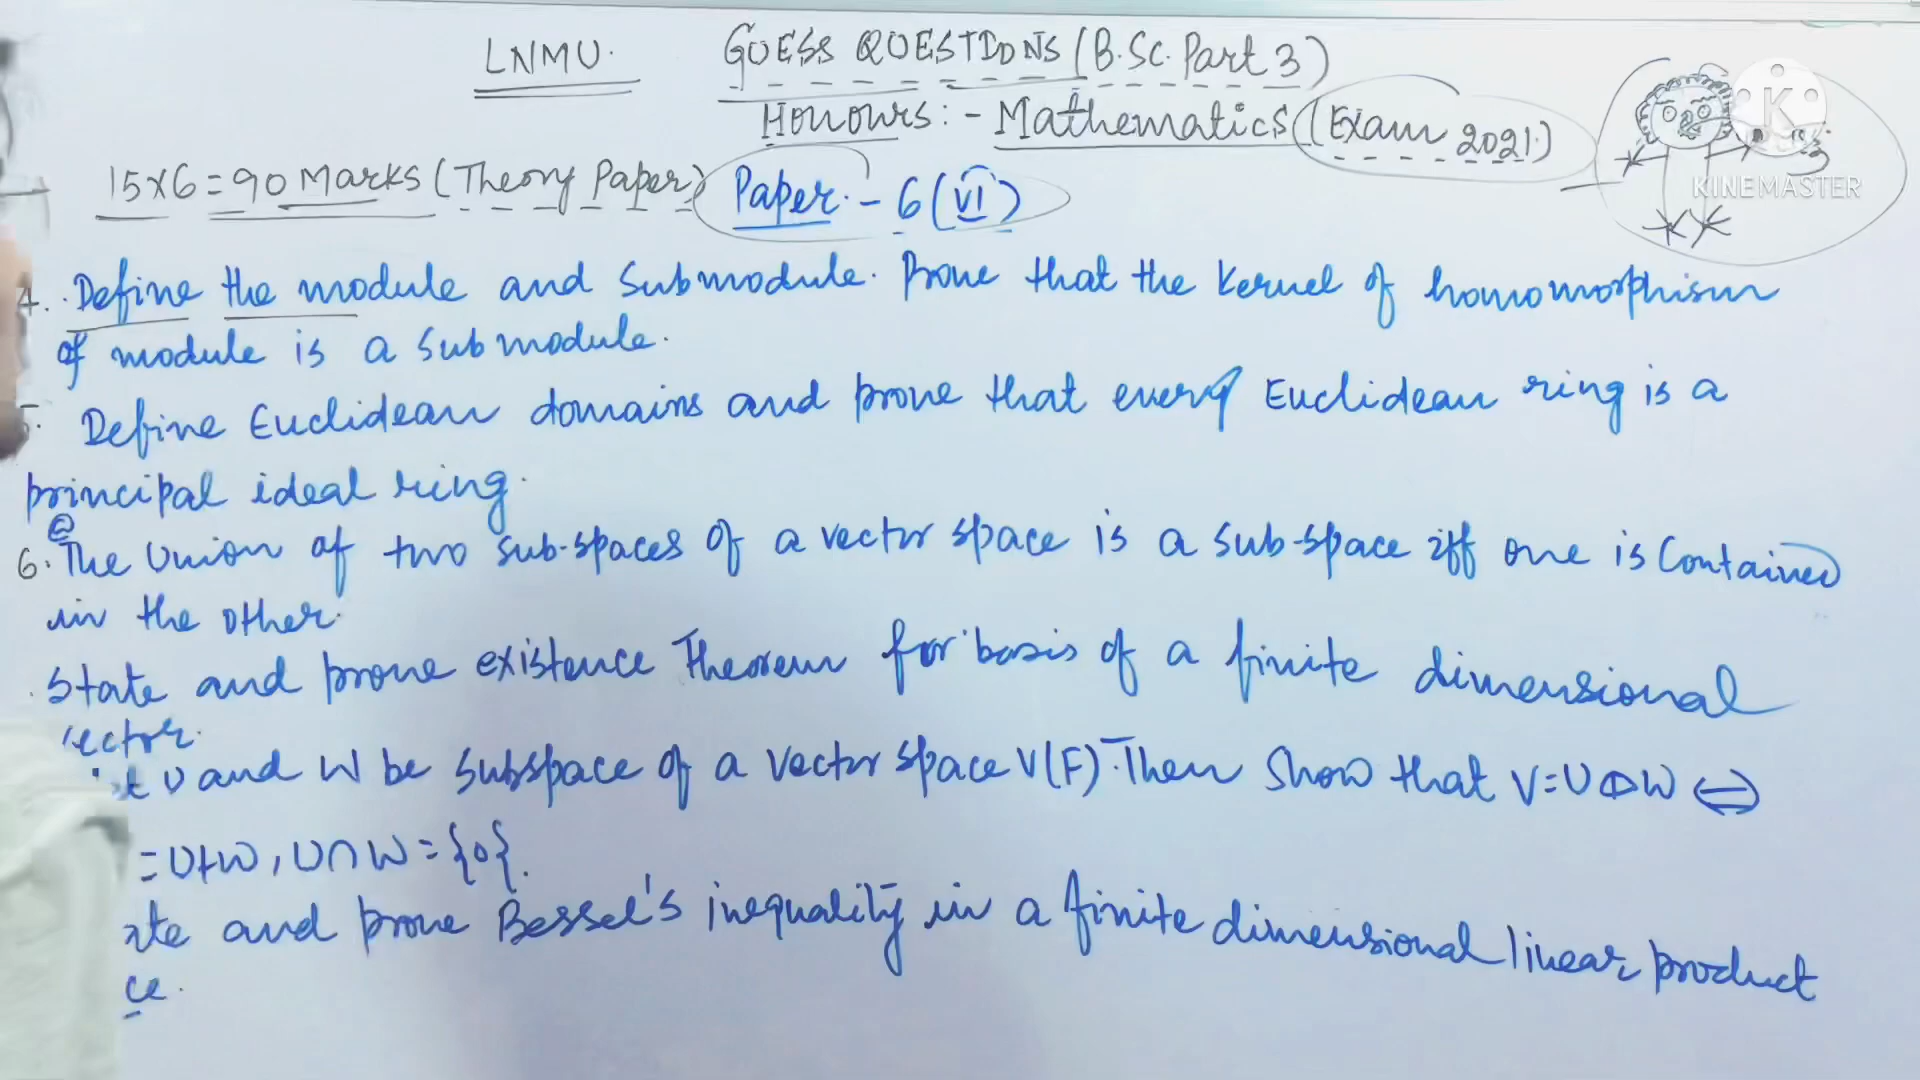 LNMU. GUESS QUESTIONS (B.Sc. Part 3)
Honours: - Mathematics (Exam 2021.)
15x6 = 90 Marks (Theory Paper) Paper. - 6 (VI)
KINEMASTER
4. Define the module and submodule. Prove that the kernel of homomorphism
of module is a submodule.
5. Define Euclidean domains and prove that every Euclidean ring is a
principal ideal ring.
6. @ The Union of two sub-spaces of a vector space is a sub-space iff one is Contained
in the other.
State and prove existence Theorem for basis of a finite dimensional
ector.
U and W be subspace of a vector space V(F). Then show that V=U⊕W ⇔
=U+W, U∩W={0}.
ate and prove Bessel's inequality in a finite dimensional linear product
ce.